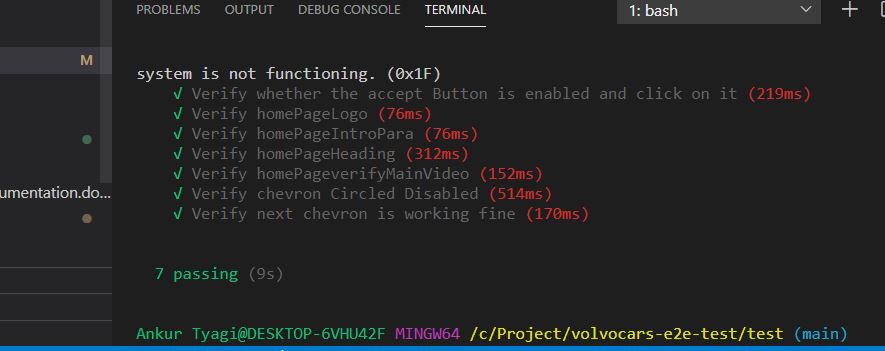 PROBLEMS OUTPUT DEBUG CONSOLE TERMINAL 1: bash
M
system is not functioning. (0x1F)
√ Verify whether the accept Button is enabled and click on it (219ms)
√ Verify homePageLogo (76ms)
√ Verify homePageIntroPara (76ms)
√ Verify homePageHeading (312ms)
√ Verify homePageverifyMainVideo (152ms)
√ Verify chevron Circled Disabled (514ms)
√ Verify next chevron is working fine (170ms)
umentation.do...
7 passing (9s)
Ankur Tyagi@DESKTOP-6VHU42F MINGW64 /c/Project/volvocars-e2e-test/test (main)